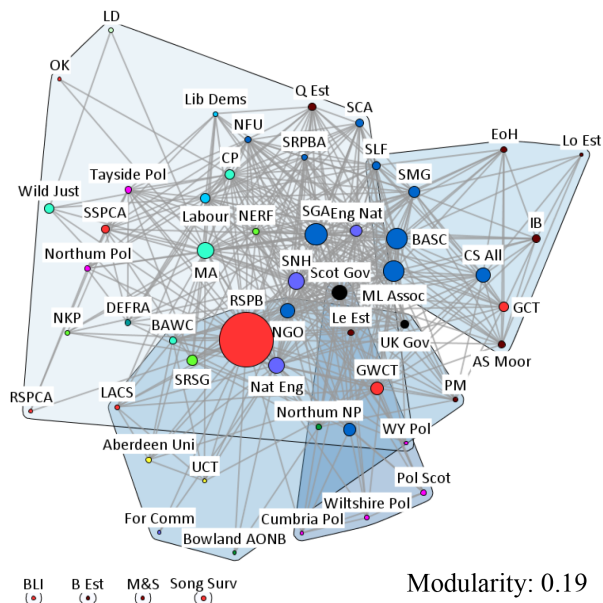 LD
OK
Q Est
Lib Dems
SCA
NFU
SRPBA
SLF
EoH
Lo Est
CP
Tayside Pol
SMG
Wild Just
SSPCA
Labour
NERF
SGA
Eng Nat
BASC
IB
Northum Pol
MA
SNH
Scot Gov
CS All
RSPB
ML Assoc
NKP
DEFRA
BAWC
NGO
Le Est
UK Gov
GCT
AS Moor
RSPCA
LACS
SRSG
Nat Eng
GWCT
PM
Northum NP
WY Pol
Aberdeen Uni
UCT
Pol Scot
Wiltshire Pol
For Comm
Bowland AONB
Cumbria Pol
BLI
B Est
M&S
Song Surv
Modularity: 0.19